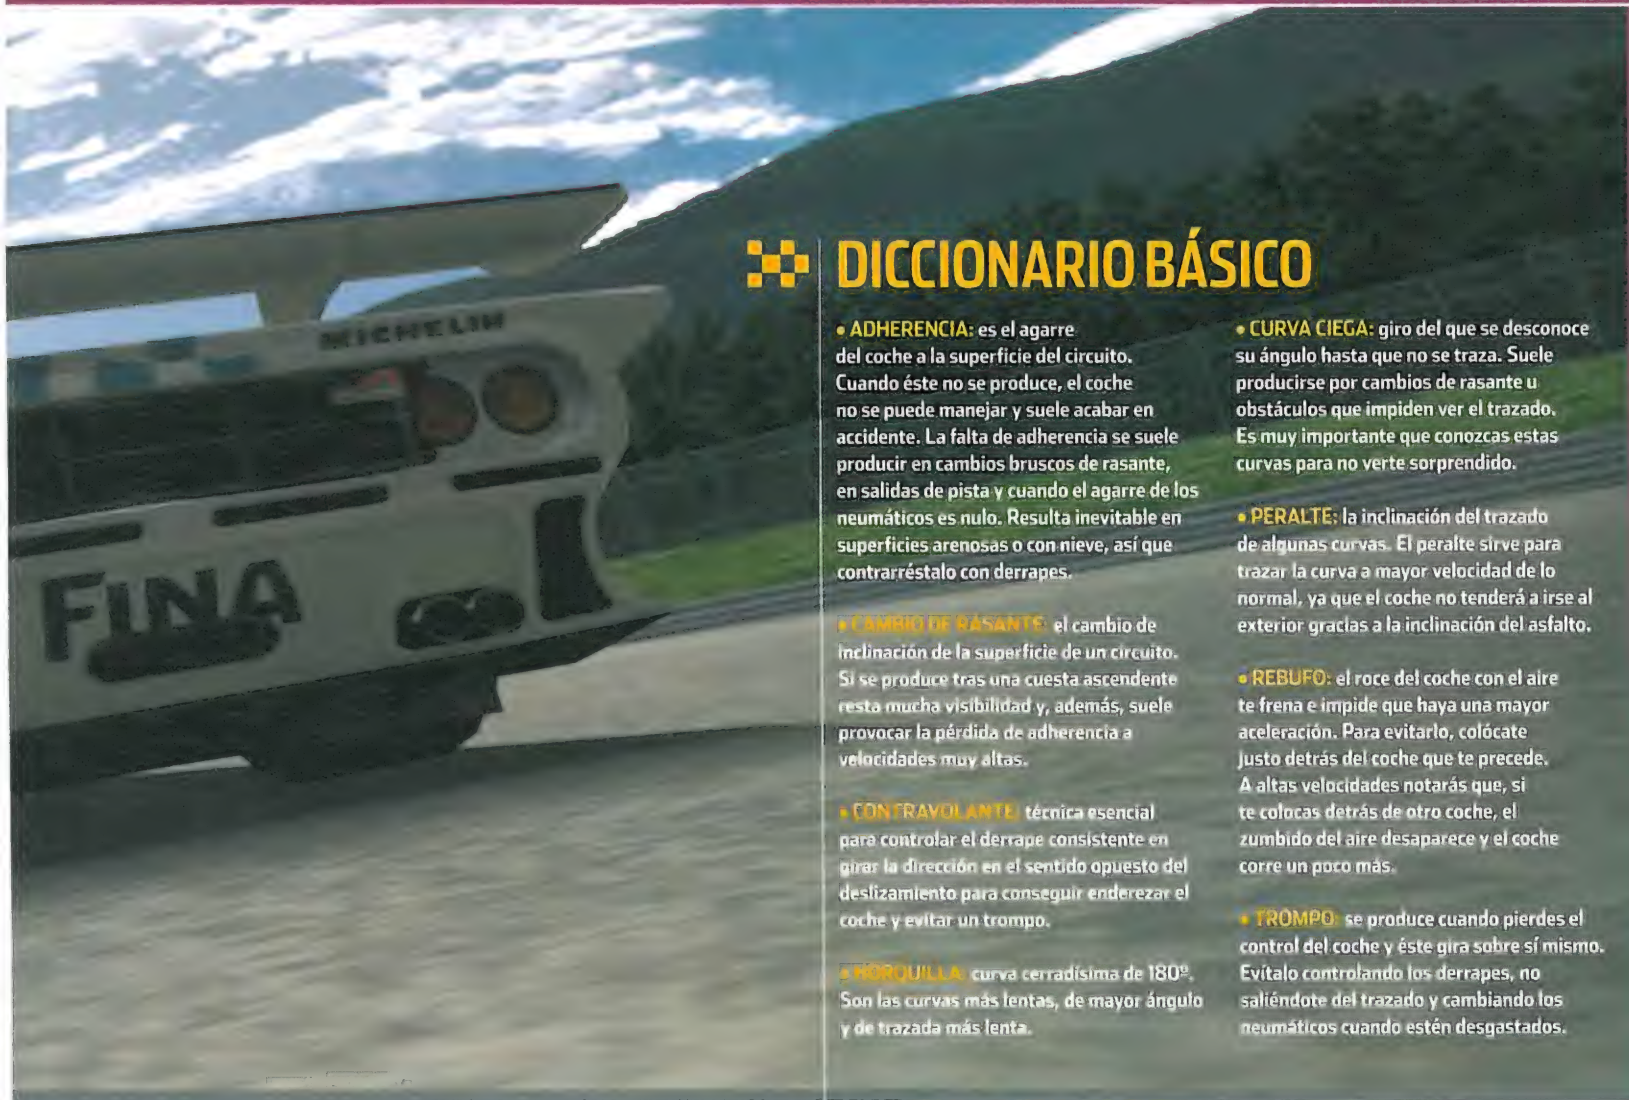 MICHELIN
FINA
DICCIONARIO BÁSICO
• ADHERENCIA: es el agarre
del coche a la superficie del circuito.
Cuando éste no se produce, el coche
no se puede manejar y suele acabar en
accidente. La falta de adherencia se suele
producir en cambios bruscos de rasante,
en salidas de pista y cuando el agarre de los
neumáticos es nulo. Resulta inevitable en
superficies arenosas o con nieve, así que
contrarréstalo con derrapes.
• CAMBIO DE RASANTE: el cambio de
inclinación de la superficie de un circuito.
Si se produce tras una cuesta ascendente
resta mucha visibilidad y, además, suele
provocar la pérdida de adherencia a
velocidades muy altas.
• CONTRAVOLANTE: técnica esencial
para controlar el derrape consistente en
girar la dirección en el sentido opuesto del
deslizamiento para conseguir enderezar el
coche y evitar un trompo.
• HORQUILLA: curva cerradísima de 180º.
Son las curvas más lentas, de mayor ángulo
y de trazada más lenta.
• CURVA CIEGA: giro del que se desconoce
su ángulo hasta que no se traza. Suele
producirse por cambios de rasante u
obstáculos que impiden ver el trazado.
Es muy importante que conozcas estas
curvas para no verte sorprendido.
• PERALTE: la inclinación del trazado
de algunas curvas. El peralte sirve para
trazar la curva a mayor velocidad de lo
normal, ya que el coche no tenderá a irse al
exterior gracias a la inclinación del asfalto.
• REBUFO: el roce del coche con el aire
te frena e impide que haya una mayor
aceleración. Para evitarlo, colócate
justo detrás del coche que te precede.
A altas velocidades notarás que, si
te colocas detrás de otro coche, el
zumbido del aire desaparece y el coche
corre un poco más.
• TROMPO: se produce cuando pierdes el
control del coche y éste gira sobre sí mismo.
Evítalo controlando los derrapes, no
saliéndote del trazado y cambiando los
neumáticos cuando estén desgastados.